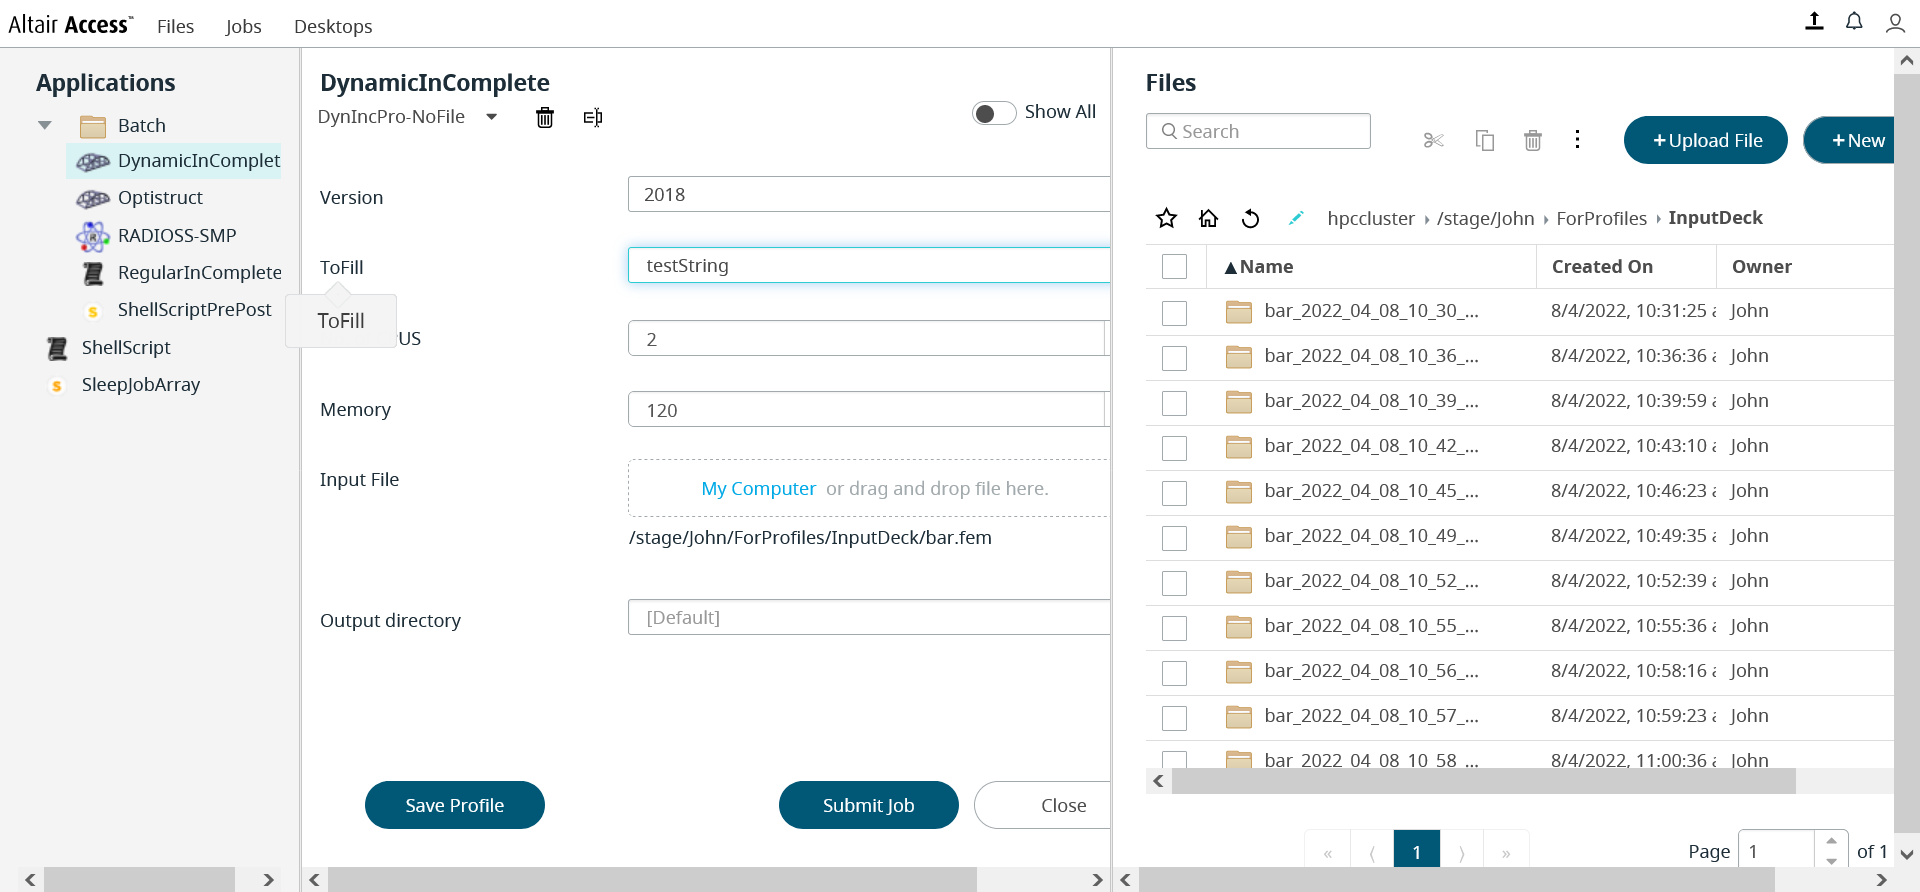 Altair Access™ Files Jobs Desktops
Applications
Batch
DynamicInComplet
Optistruct
RADIOSS-SMP
RegularInComplete
ShellScriptPrePost
ShellScript
SleepJobArray
DynamicInComplete
DynIncPro-NoFile
Show All
Version
2018
ToFill
testString
ToFill
US
2
Memory
120
Input File
My Computer or drag and drop file here.
/stage/John/ForProfiles/InputDeck/bar.fem
Output directory
[Default]
Save Profile
Submit Job
Close
Files
Search
+Upload File
+New
hpccluster › /stage/John › ForProfiles › InputDeck
▲Name Created On Owner
bar_2022_04_08_10_30_... 8/4/2022, 10:31:25 John
bar_2022_04_08_10_36_... 8/4/2022, 10:36:36 John
bar_2022_04_08_10_39_... 8/4/2022, 10:39:59 John
bar_2022_04_08_10_42_... 8/4/2022, 10:43:10 John
bar_2022_04_08_10_45_... 8/4/2022, 10:46:23 John
bar_2022_04_08_10_49_... 8/4/2022, 10:49:35 John
bar_2022_04_08_10_52_... 8/4/2022, 10:52:39 John
bar_2022_04_08_10_55_... 8/4/2022, 10:55:36 John
bar_2022_04_08_10_56_... 8/4/2022, 10:58:16 John
bar_2022_04_08_10_57_... 8/4/2022, 10:59:23 John
bar_2022_04_08_10_58_... 8/4/2022, 11:00:36 John
« ⟨ 1 ⟩ »
Page 1 of 1